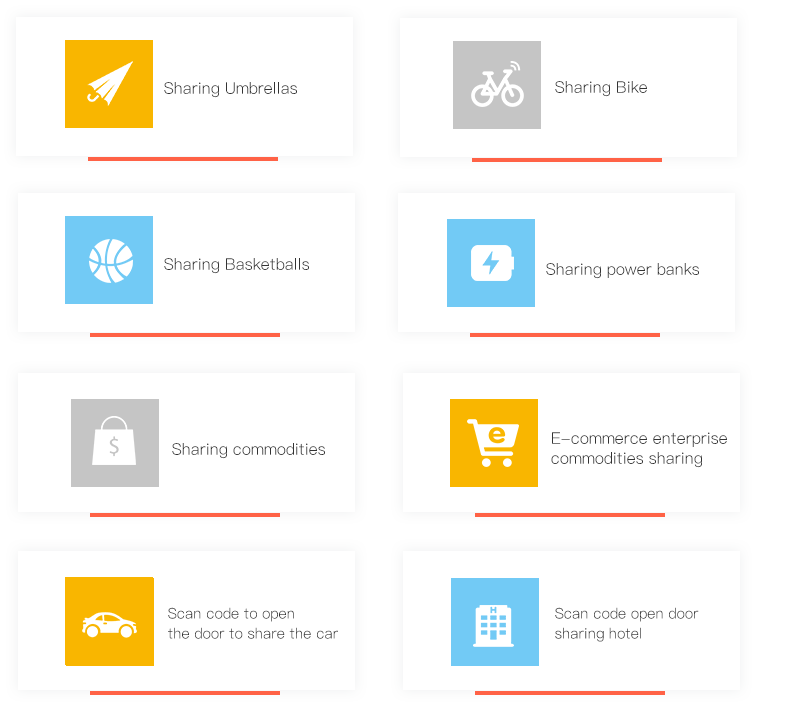 Sharing Umbrellas
Sharing Bike
Sharing Basketballs
Sharing power banks
$
Sharing commodities
e
E-commerce enterprise
commodities sharing
Scan code to open
the door to share the car
H
Scan code open door
sharing hotel